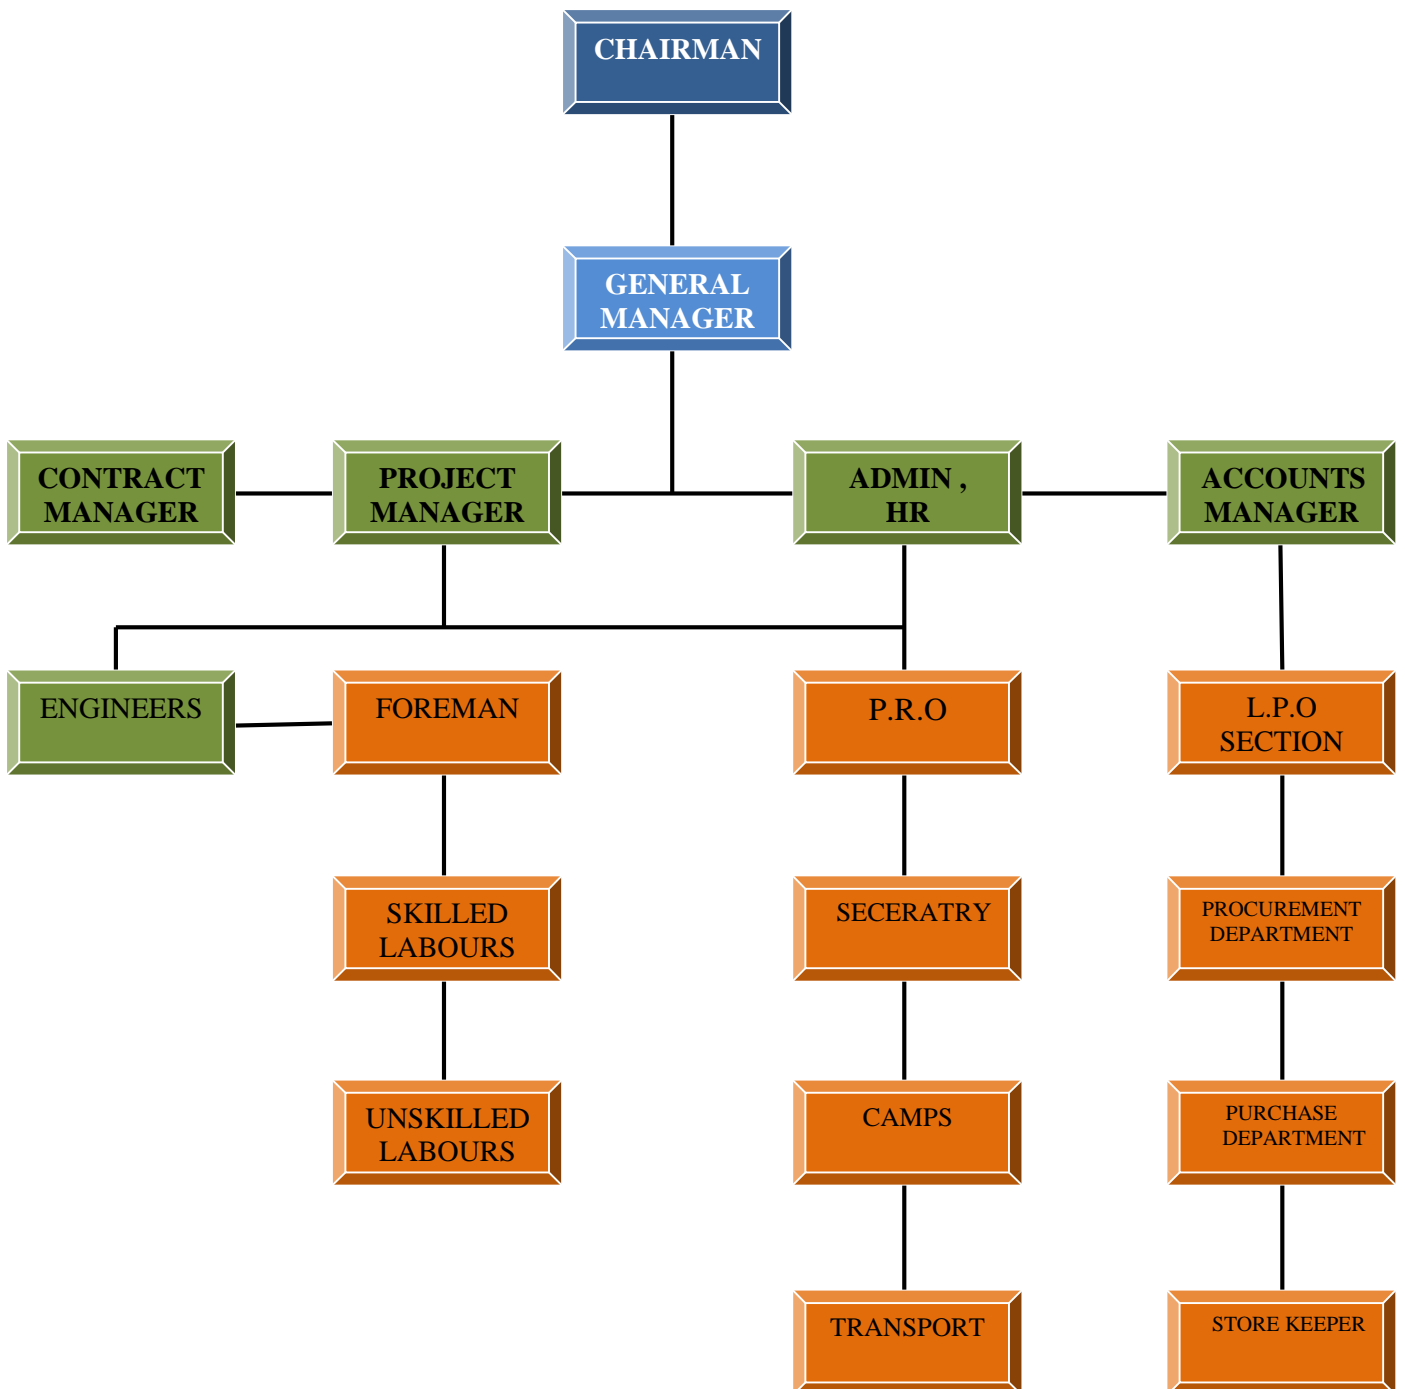 CHAIRMAN
GENERAL
MANAGER
CONTRACT
MANAGER
PROJECT
MANAGER
ADMIN ,
HR
ACCOUNTS
MANAGER
ENGINEERS
FOREMAN
P.R.O
L.P.O
SECTION
SKILLED
LABOURS
SECERATRY
PROCUREMENT
DEPARTMENT
UNSKILLED
LABOURS
CAMPS
PURCHASE
DEPARTMENT
TRANSPORT
STORE KEEPER